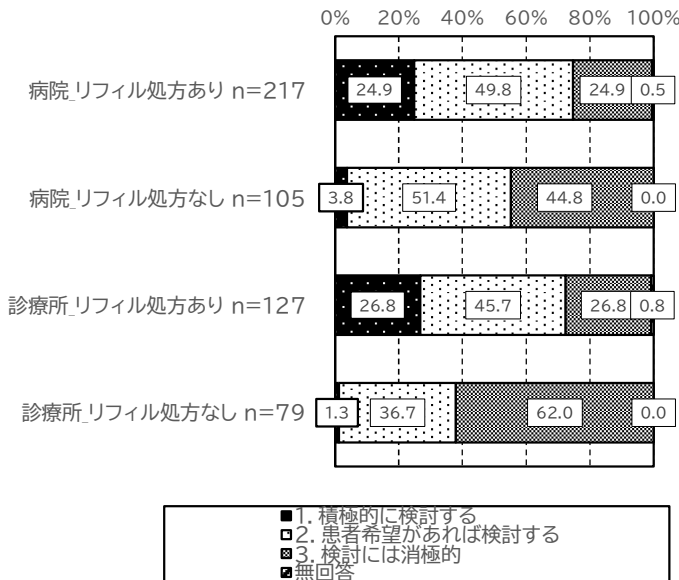 0% 20% 40% 60% 80% 100%
病院_リフィル処方あり n=217 24.9 49.8 24.9 0.5
病院_リフィル処方なし n=105 3.8 51.4 44.8 0.0
診療所_リフィル処方あり n=127 26.8 45.7 26.8 0.8
診療所_リフィル処方なし n=79 1.3 36.7 62.0 0.0
1. 積極的に検討する
2. 患者希望があれば検討する
3. 検討には消極的
無回答